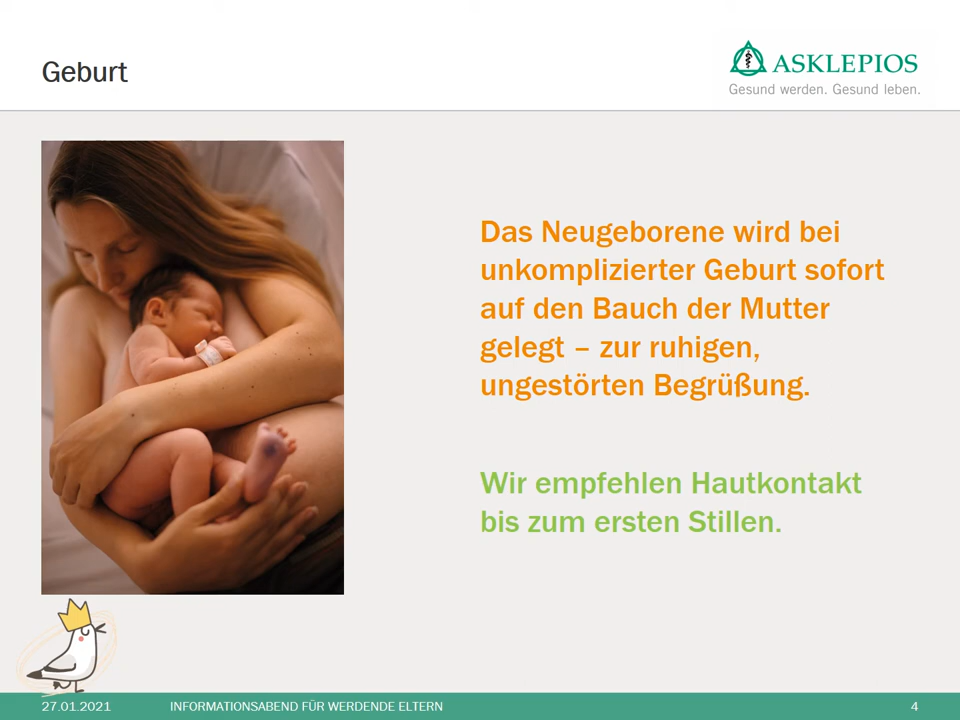 Geburt
ASKLEPIOS
Gesund werden. Gesund leben.
Das Neugeborene wird bei
unkomplizierter Geburt sofort
auf den Bauch der Mutter
gelegt – zur ruhigen,
ungestörten Begrüßung.
Wir empfehlen Hautkontakt
bis zum ersten Stillen.
27.01.2021 INFORMATIONSABEND FÜR WERDENDE ELTERN 4